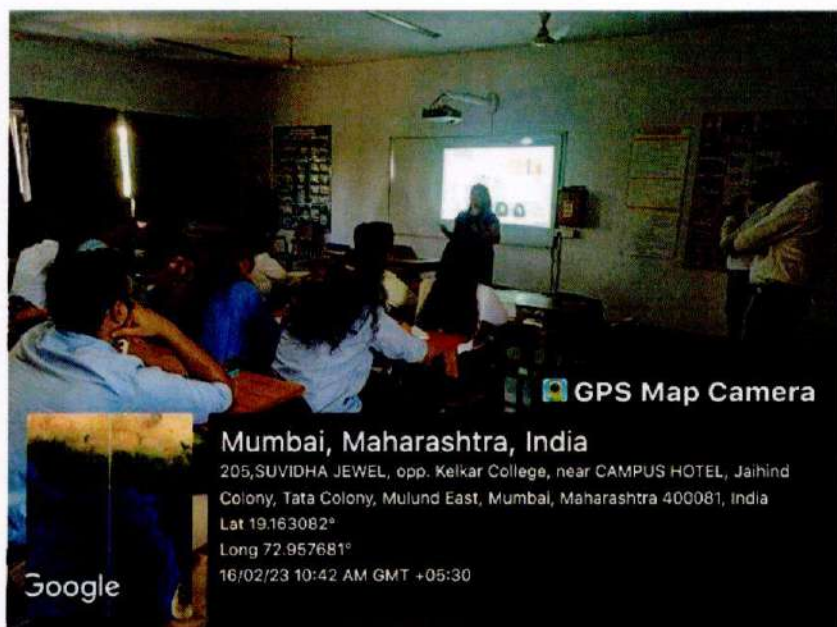 GPS Map Camera
Mumbai, Maharashtra, India
205,SUVIDHA JEWEL, opp. Kelkar College, near CAMPUS HOTEL, Jaihind
Colony, Tata Colony, Mulund East, Mumbai, Maharashtra 400081, India
Lat 19.163082°
Long 72.957681°
16/02/23 10:42 AM GMT +05:30
Google